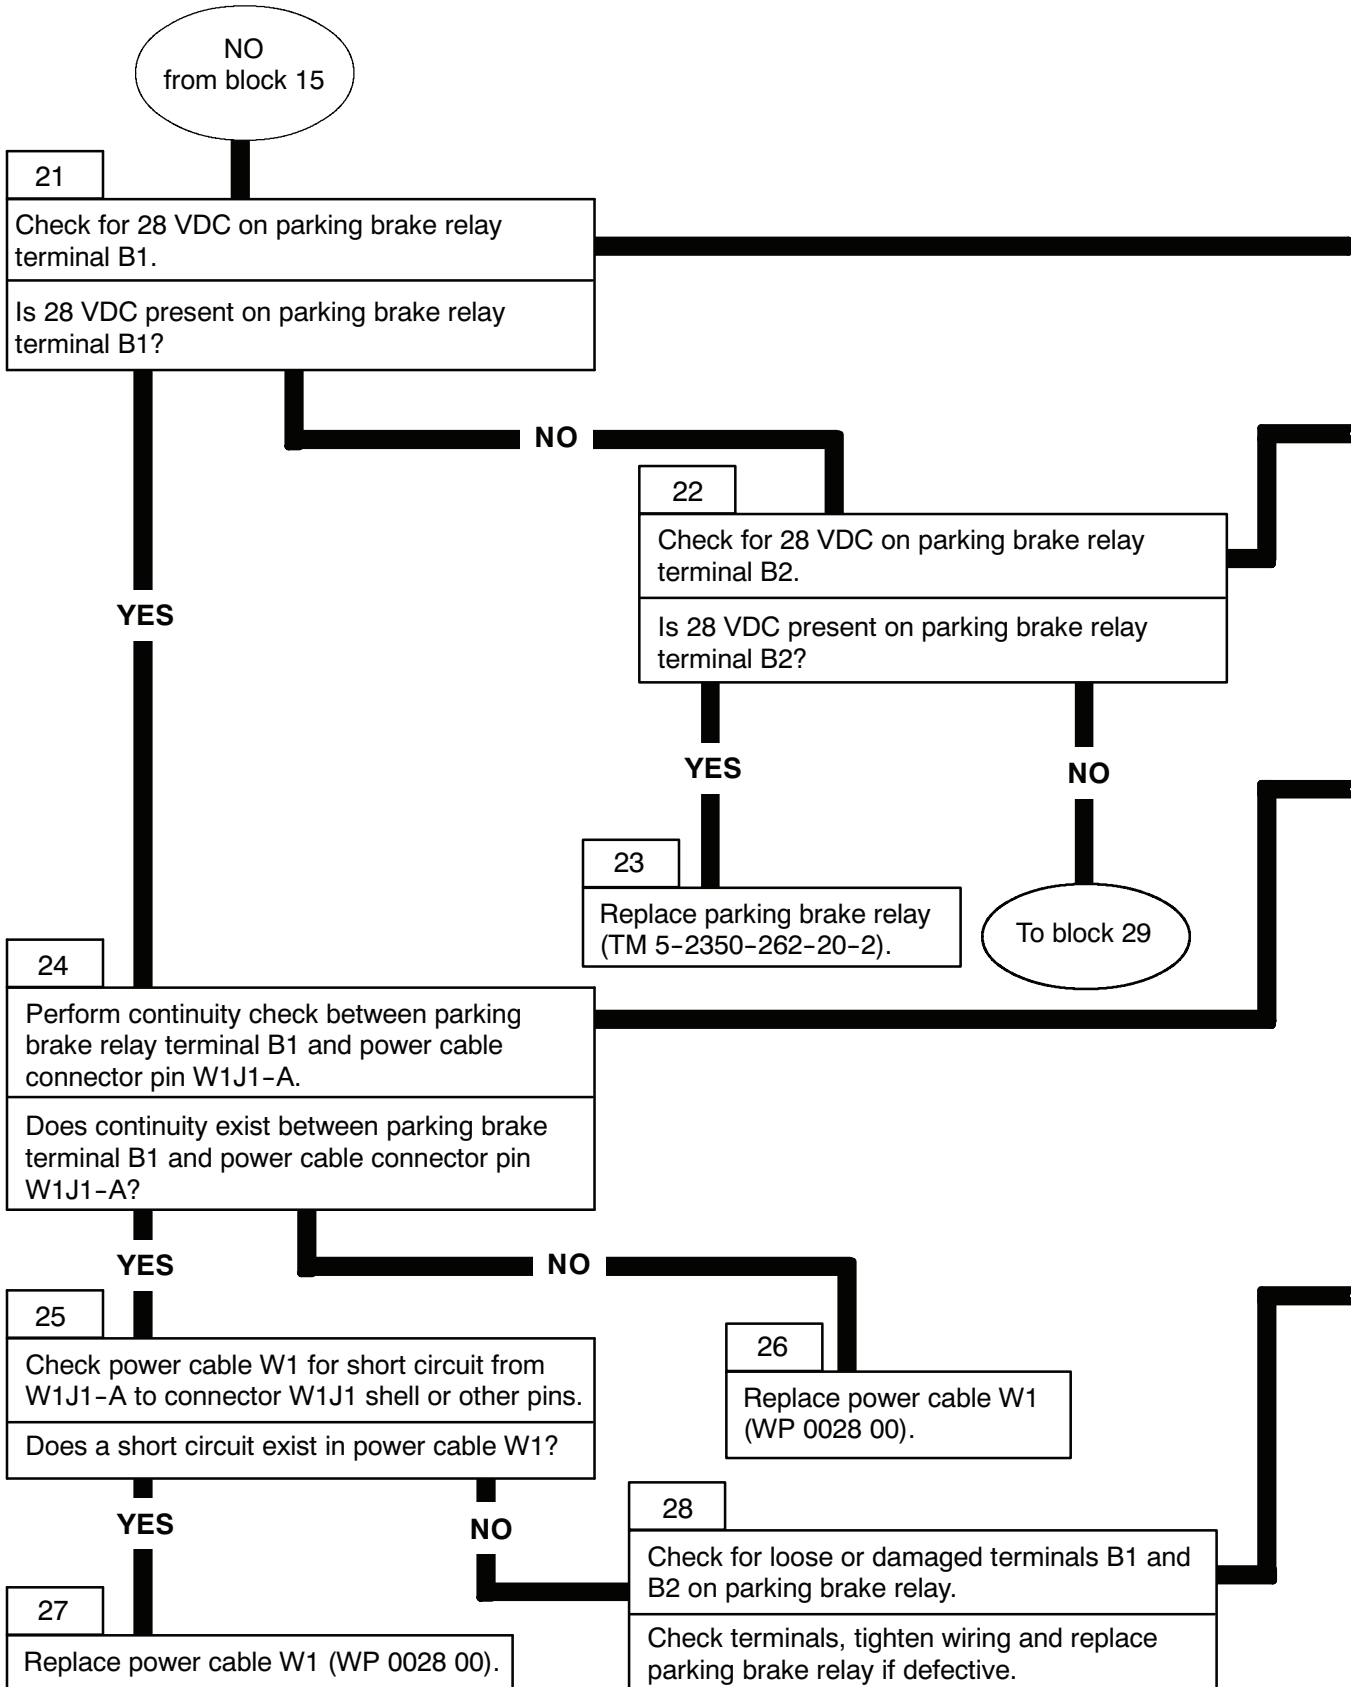 NO
from block 15
21
Check for 28 VDC on parking brake relay
terminal B1.
Is 28 VDC present on parking brake relay
terminal B1?
NO
22
Check for 28 VDC on parking brake relay
terminal B2.
Is 28 VDC present on parking brake relay
terminal B2?
YES
YES
NO
23
Replace parking brake relay
(TM 5-2350-262-20-2).
To block 29
24
Perform continuity check between parking
brake relay terminal B1 and power cable
connector pin W1J1-A.
Does continuity exist between parking brake
terminal B1 and power cable connector pin
W1J1-A?
YES
NO
25
Check power cable W1 for short circuit from
W1J1-A to connector W1J1 shell or other pins.
Does a short circuit exist in power cable W1?
26
Replace power cable W1
(WP 0028 00).
YES
NO
27
Replace power cable W1 (WP 0028 00).
28
Check for loose or damaged terminals B1 and
B2 on parking brake relay.
Check terminals, tighten wiring and replace
parking brake relay if defective.